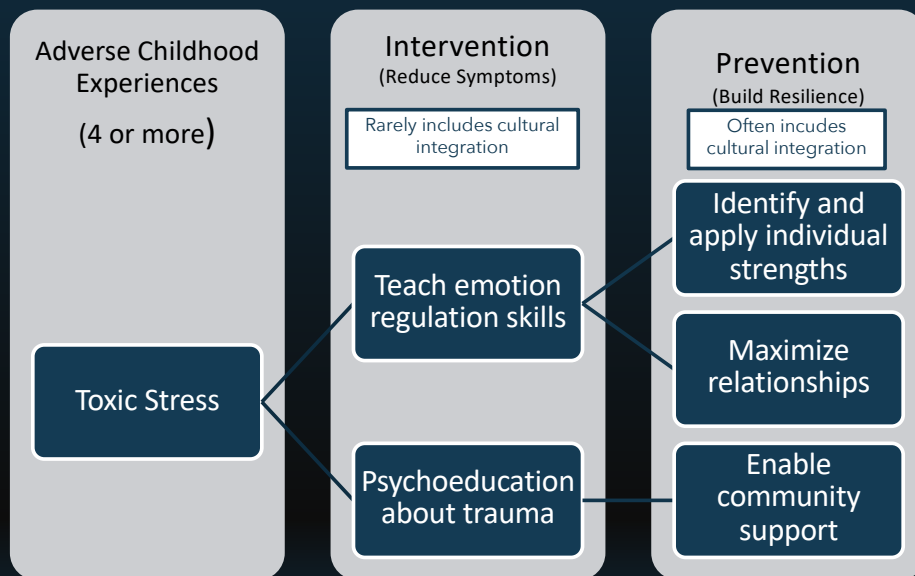 Adverse Childhood
Experiences
(4 or more)
Toxic Stress
Intervention
(Reduce Symptoms)
Rarely includes cultural
integration
Teach emotion
regulation skills
Psychoeducation
about trauma
Prevention
(Build Resilience)
Often incudes
cultural integration
Identify and
apply individual
strengths
Maximize
relationships
Enable
community
support